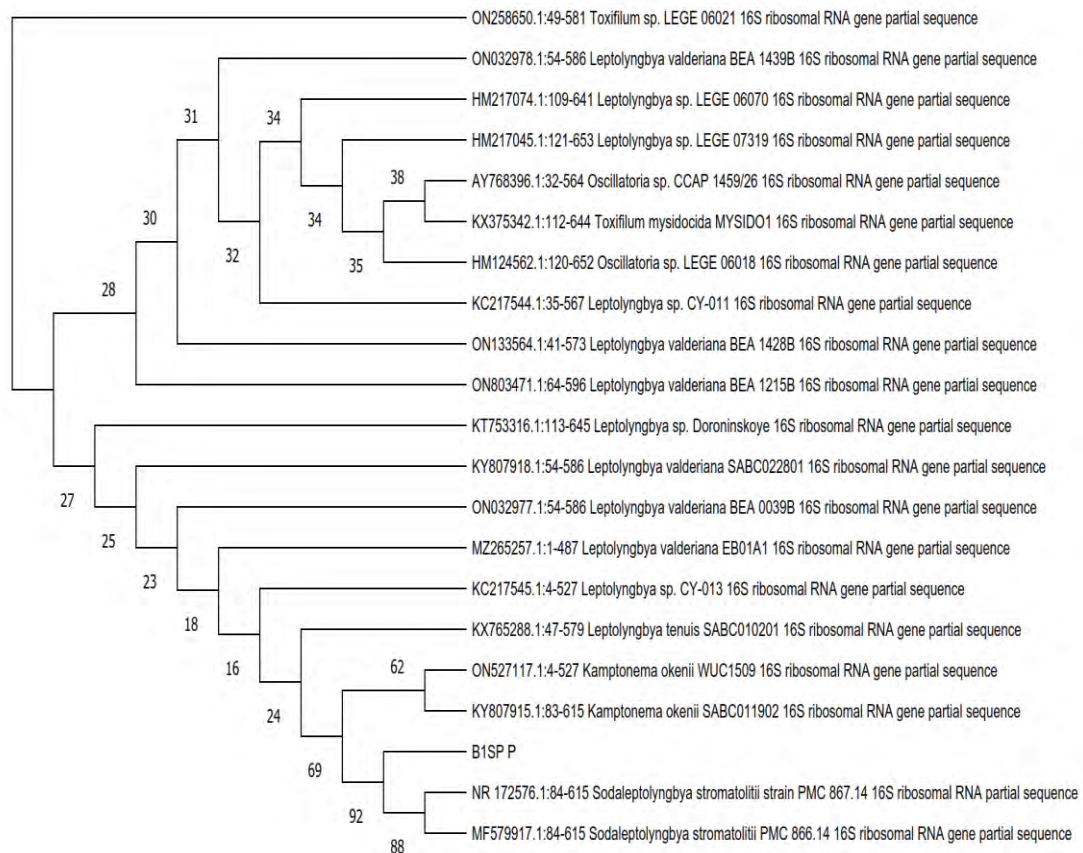 ON258650.1:49-581 Toxifilum sp. LEGE 06021 16S ribosomal RNA gene partial sequence
ON032978.1:54-586 Leptolyngbya valderiana BEA 1439B 16S ribosomal RNA gene partial sequence
HM217074.1:109-641 Leptolyngbya sp. LEGE 06070 16S ribosomal RNA gene partial sequence
31
34
HM217045.1:121-653 Leptolyngbya sp. LEGE 07319 16S ribosomal RNA gene partial sequence
38
AY768396.1:32-564 Oscillatoria sp. CCAP 1459/26 16S ribosomal RNA gene partial sequence
30
34
KX375342.1:112-644 Toxifilum mysidocida MYSIDO1 16S ribosomal RNA gene partial sequence
32
35
HM124562.1:120-652 Oscillatoria sp. LEGE 06018 16S ribosomal RNA gene partial sequence
28
KC217544.1:35-567 Leptolyngbya sp. CY-011 16S ribosomal RNA gene partial sequence
ON133564.1:41-573 Leptolyngbya valderiana BEA 1428B 16S ribosomal RNA gene partial sequence
ON803471.1:64-596 Leptolyngbya valderiana BEA 1215B 16S ribosomal RNA gene partial sequence
KT753316.1:113-645 Leptolyngbya sp. Doroninskoye 16S ribosomal RNA gene partial sequence
KY807918.1:54-586 Leptolyngbya valderiana SABC022801 16S ribosomal RNA gene partial sequence
27
ON032977.1:54-586 Leptolyngbya valderiana BEA 0039B 16S ribosomal RNA gene partial sequence
25
MZ265257.1:1-487 Leptolyngbya valderiana EB01A1 16S ribosomal RNA gene partial sequence
23
KC217545.1:4-527 Leptolyngbya sp. CY-013 16S ribosomal RNA gene partial sequence
18
KX765288.1:47-579 Leptolyngbya tenuis SABC010201 16S ribosomal RNA gene partial sequence
16
62
ON527117.1:4-527 Kamptonema okenii WUC1509 16S ribosomal RNA gene partial sequence
24
KY807915.1:83-615 Kamptonema okenii SABC011902 16S ribosomal RNA gene partial sequence
69
B1SP P
NR 172576.1:84-615 Sodaleptolyngbya stromatolitii strain PMC 867.14 16S ribosomal RNA partial sequence
92
MF579917.1:84-615 Sodaleptolyngbya stromatolitii PMC 866.14 16S ribosomal RNA gene partial sequence
88